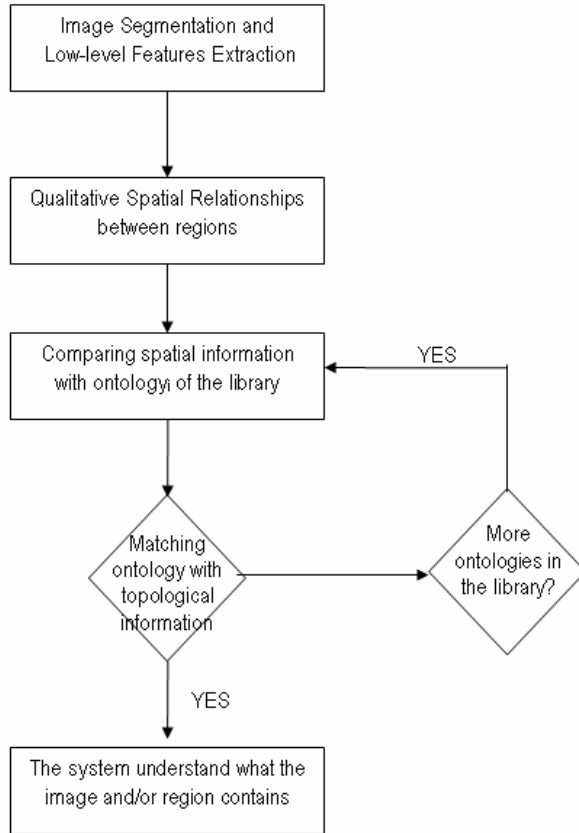 Image Segmentation and
Low-level Features Extraction
Qualitative Spatial Relationships
between regions
Comparing spatial information
with ontologyi of the library
YES
Matching
ontology with
topological
information
More
ontologies in
the library?
YES
The system understand what the
image and/or region contains